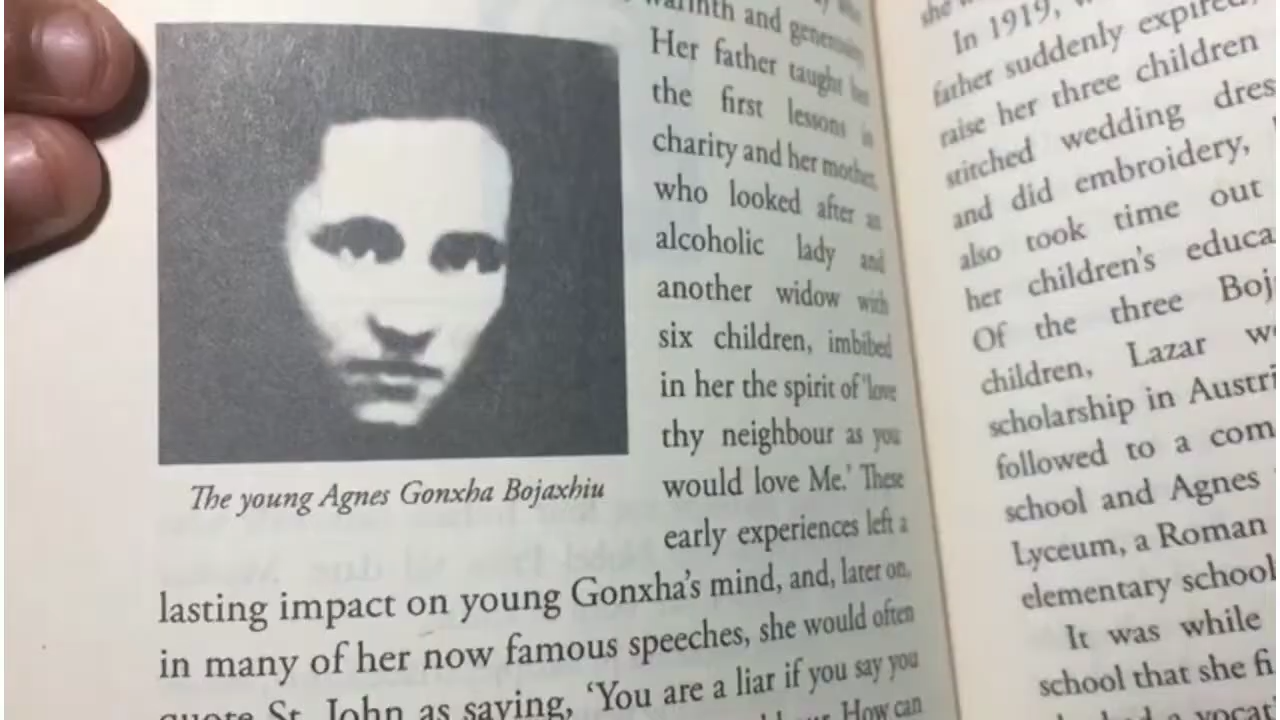 warmth and generosity
Her father taught her
the first lessons in
charity and her mother,
who looked after an
alcoholic lady and
another widow with
six children, imbibed
in her the spirit of 'love
thy neighbour as you
would love Me.' These
early experiences left a
The young Agnes Gonxha Bojaxhiu
lasting impact on young Gonxha's mind, and, later on,
in many of her now famous speeches, she would often
quote St. John as saying, 'You are a liar if you say you
How can
she
In 1919,
father suddenly expired,
raise her three children
stitched wedding dres
and did embroidery,
also took time out
her children's educa
Of the three Boj
children, Lazar w
scholarship in Austri
followed to a com
school and Agnes
Lyceum, a Roman
elementary school
It was while
school that she fi
had a vocat